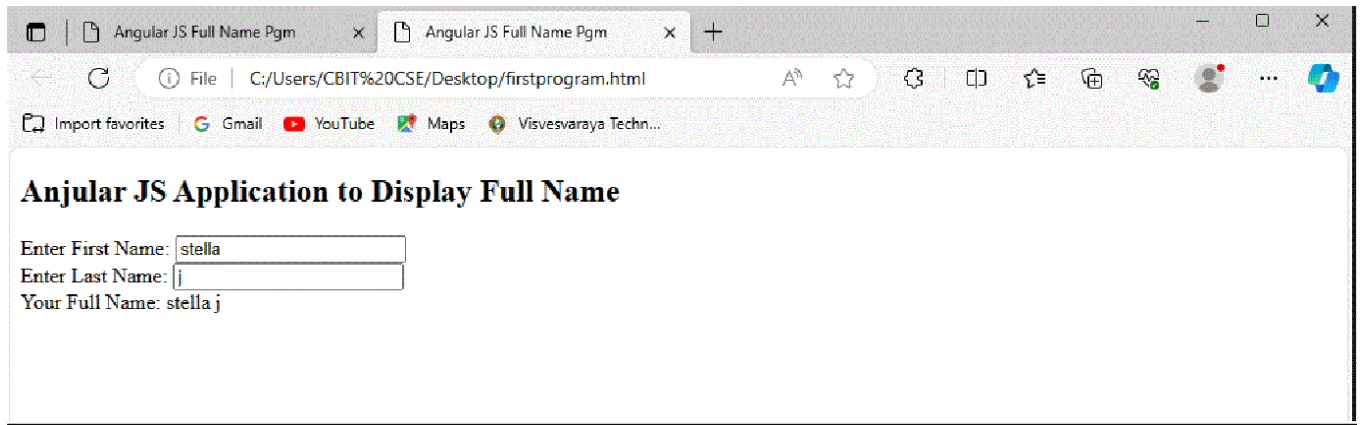 Angular JS Full Name Pgm
Angular JS Full Name Pgm
File
C:/Users/CBIT%20CSE/Desktop/firstprogram.html
Import favorites
Gmail
YouTube
Maps
Visvesvaraya Techn...
Anjular JS Application to Display Full Name
Enter First Name: stella
Enter Last Name: j
Your Full Name: stella j